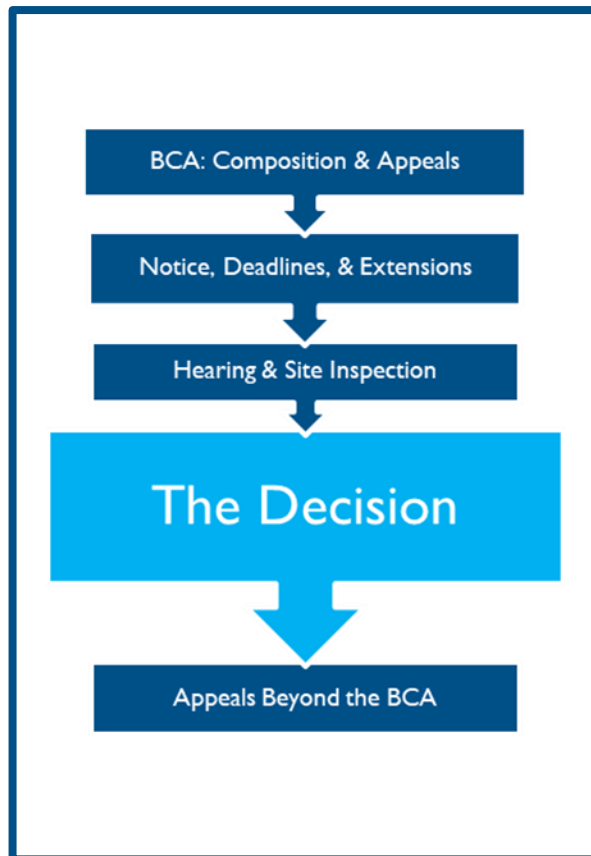 BCA: Composition & Appeals
Notice, Deadlines, & Extensions
Hearing & Site Inspection
The Decision
Appeals Beyond the BCA